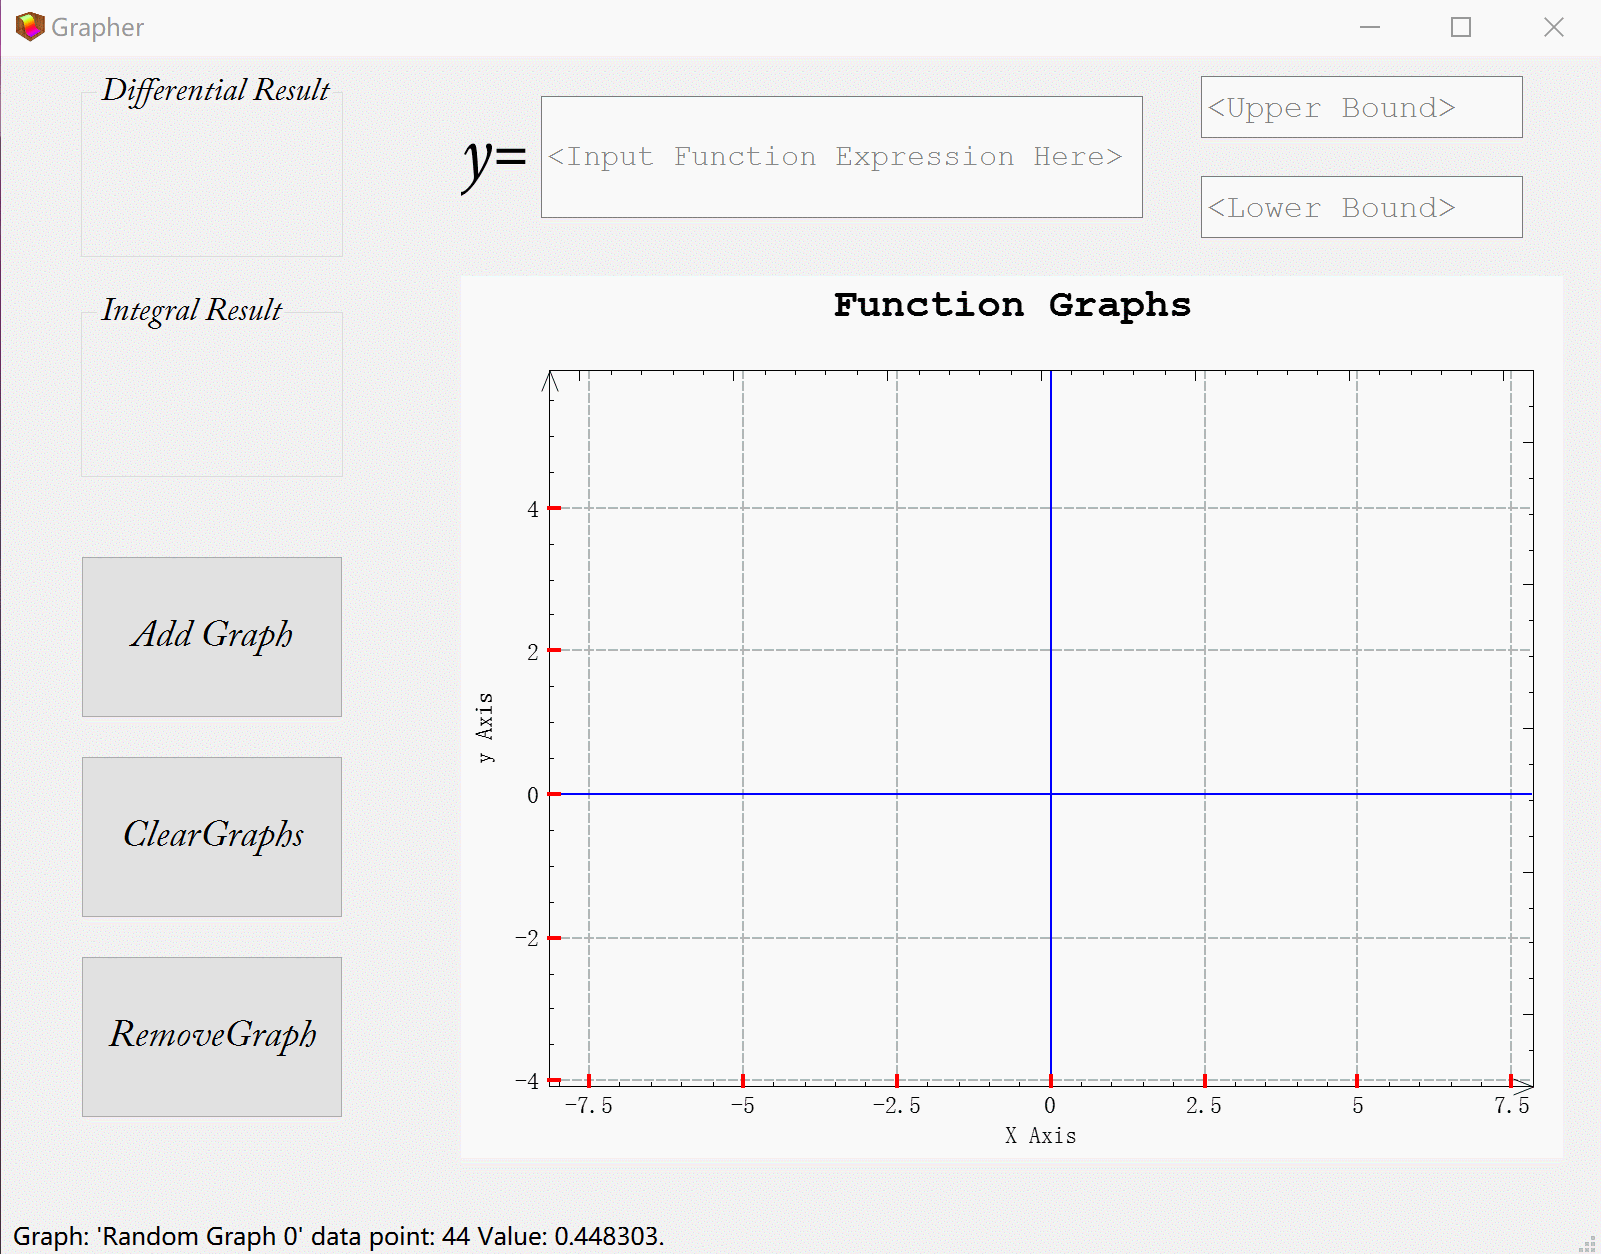 Grapher
Differential Result
y=
<Input Function Expression Here>
<Upper Bound>
<Lower Bound>
Integral Result
Function Graphs
4
2
0
-2
-4
y Axis
-7.5 -5 -2.5 0 2.5 5 7.5
X Axis
Add Graph
ClearGraphs
RemoveGraph
Graph: 'Random Graph 0' data point: 44 Value: 0.448303.